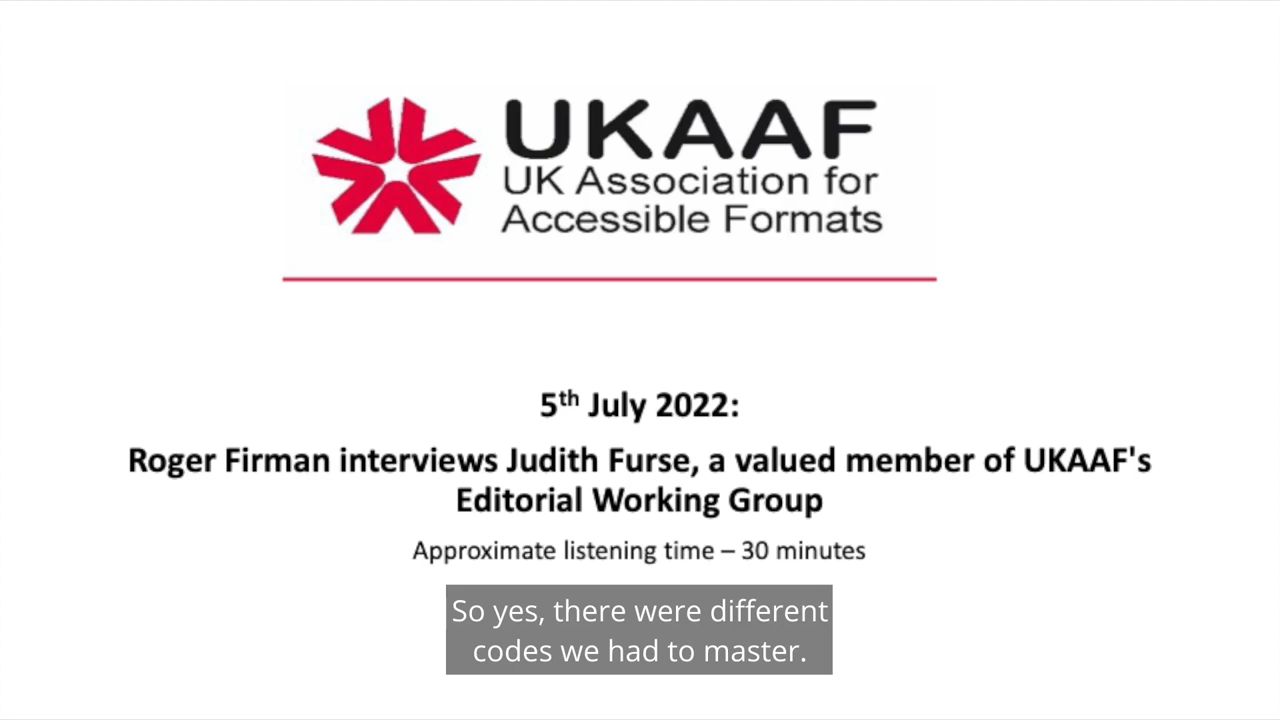 UKAAF
UK Association for
Accessible Formats
5th July 2022:
Roger Firman interviews Judith Furse, a valued member of UKAAF's
Editorial Working Group
Approximate listening time – 30 minutes
So yes, there were different
codes we had to master.